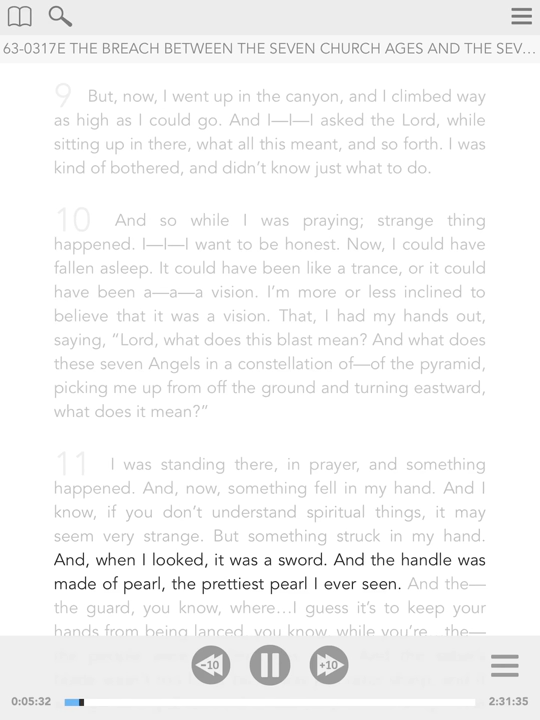 63-0317E THE BREACH BETWEEN THE SEVEN CHURCH AGES AND THE SEV...
9 But, now, I went up in the canyon, and I climbed way
as high as I could go. And I—I—I asked the Lord, while
sitting up in there, what all this meant, and so forth. I was
kind of bothered, and didn't know just what to do.
10 And so while I was praying; strange thing
happened. I—I—I want to be honest. Now, I could have
fallen asleep. It could have been like a trance, or it could
have been a—a—a vision. I'm more or less inclined to
believe that it was a vision. That, I had my hands out,
saying, "Lord, what does this blast mean? And what does
these seven Angels in a constellation of—of the pyramid,
picking me up from off the ground and turning eastward,
what does it mean?"
11 I was standing there, in prayer, and something
happened. And, now, something fell in my hand. And I
know, if you don't understand spiritual things, it may
seem very strange. But something struck in my hand.
And, when I looked, it was a sword. And the handle was
made of pearl, the prettiest pearl I ever seen. And the—
the guard, you know, where...I guess it's to keep your
hands from being lanced, you know, while you're...the—
-10
+10
0:05:32
2:31:35